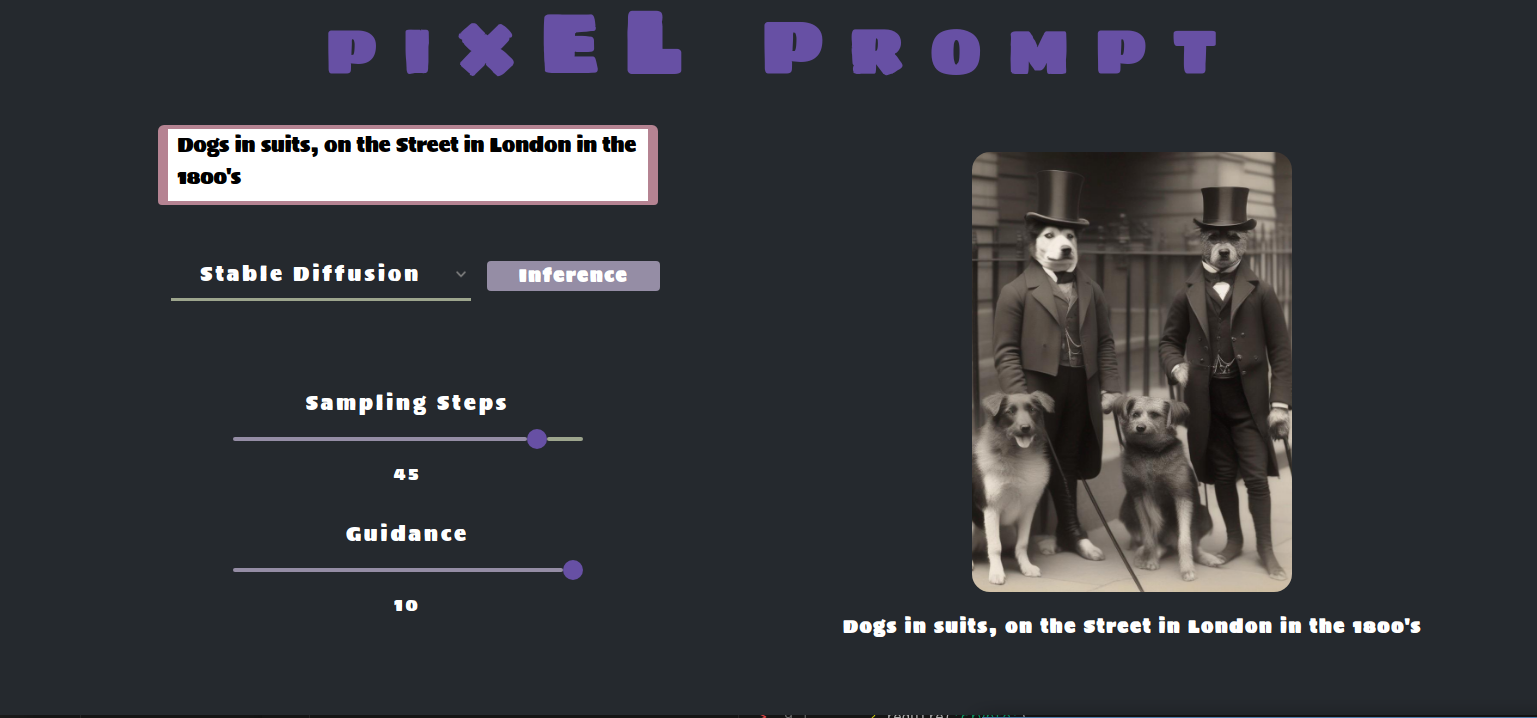 PIXEL PROMPT
Dogs in suits, on the Street in London in the
1800's
Stable Diffusion
Inference
Sampling Steps
45
Guidance
10
Dogs in suits, on the Street in London in the 1800's